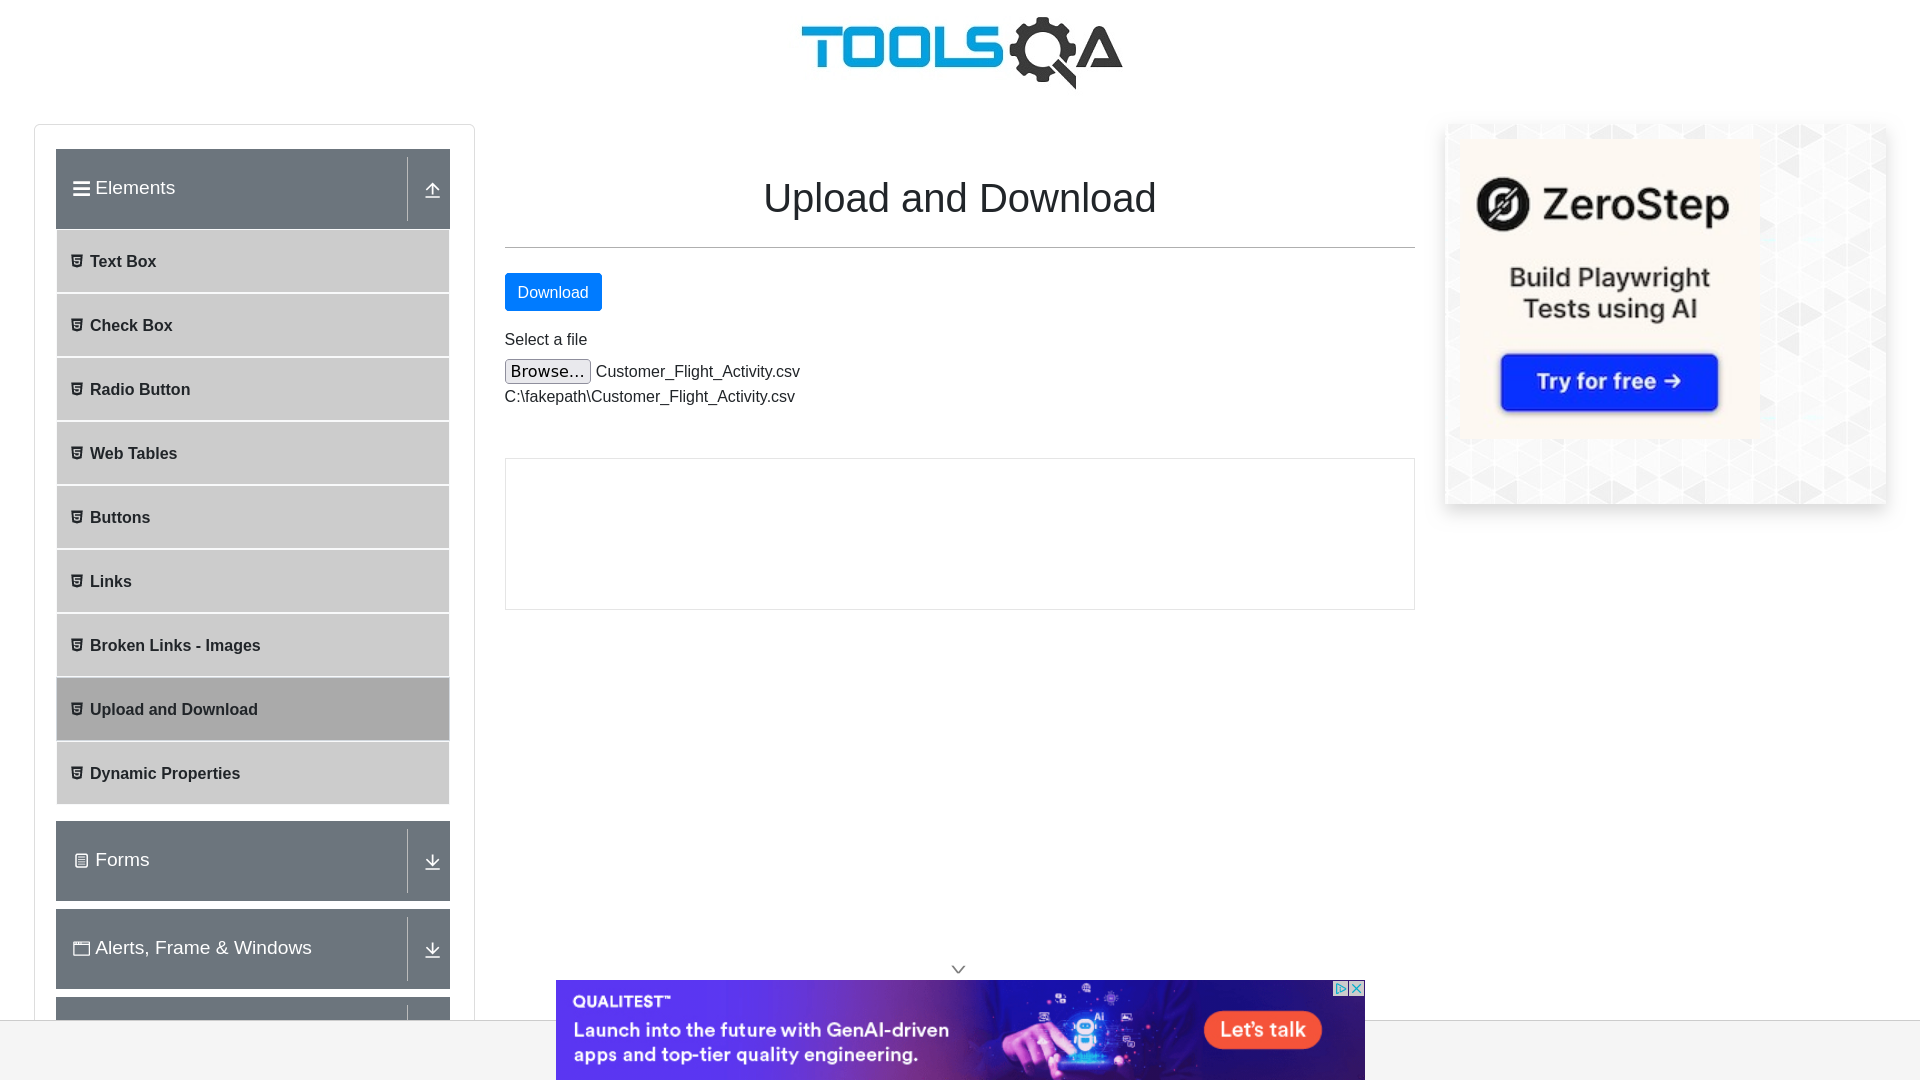 TOOLSQA
Elements
Text Box
Check Box
Radio Button
Web Tables
Buttons
Links
Broken Links - Images
Upload and Download
Dynamic Properties
Forms
Alerts, Frame & Windows
Upload and Download
Download
Select a file
Browse... Customer_Flight_Activity.csv
C:\fakepath\Customer_Flight_Activity.csv
ZeroStep
Build Playwright
Tests using AI
Try for free →
QUALITEST™
Launch into the future with GenAI-driven
apps and top-tier quality engineering.
AI
Let's talk